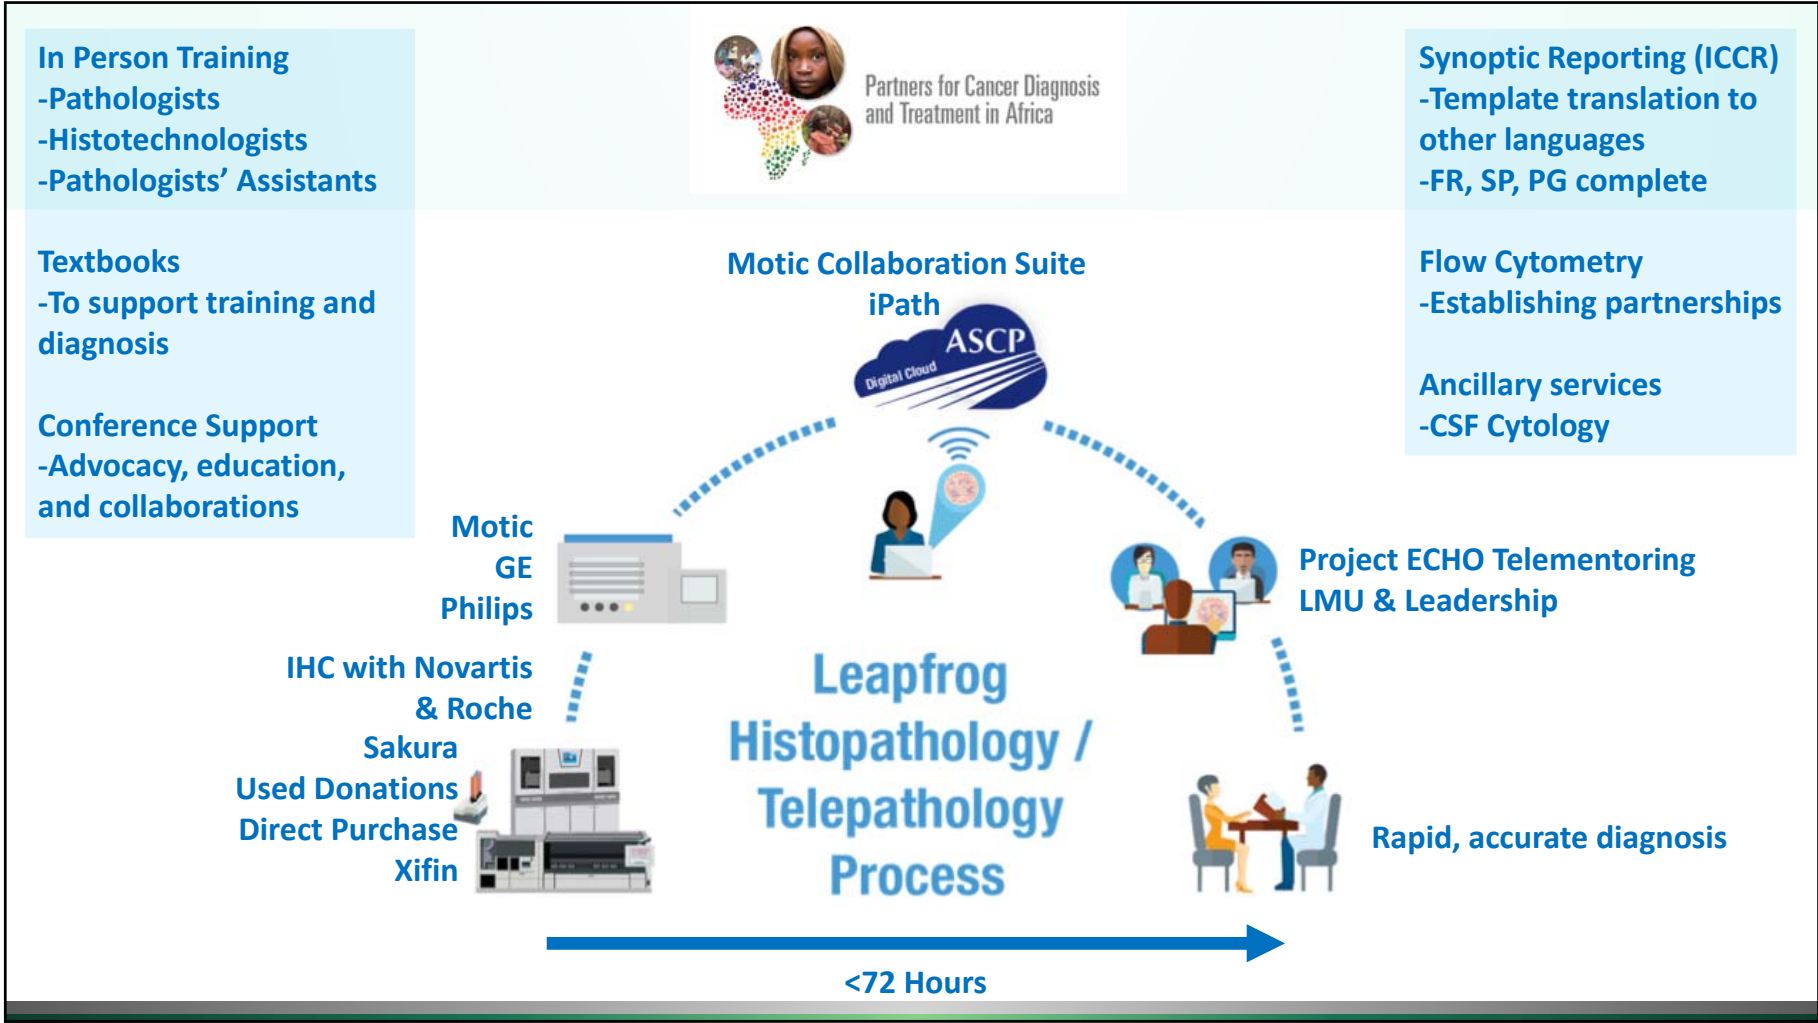 In Person Training
-Pathologists
-Histotechnologists
-Pathologists’ Assistants
Textbooks
-To support training and
diagnosis
Conference Support
-Advocacy, education,
and collaborations
Partners for Cancer Diagnosis
and Treatment in Africa
Synoptic Reporting (ICCR)
-Template translation to
other languages
-FR, SP, PG complete
Flow Cytometry
-Establishing partnerships
Ancillary services
-CSF Cytology
Motic Collaboration Suite
iPath
ASCP
Digital Cloud
Motic
GE
Philips
IHC with Novartis
& Roche
Sakura
Used Donations
Direct Purchase
Xifin
Project ECHO Telementoring
LMU & Leadership
Leapfrog
Histopathology /
Telepathology
Process
Rapid, accurate diagnosis
<72 Hours